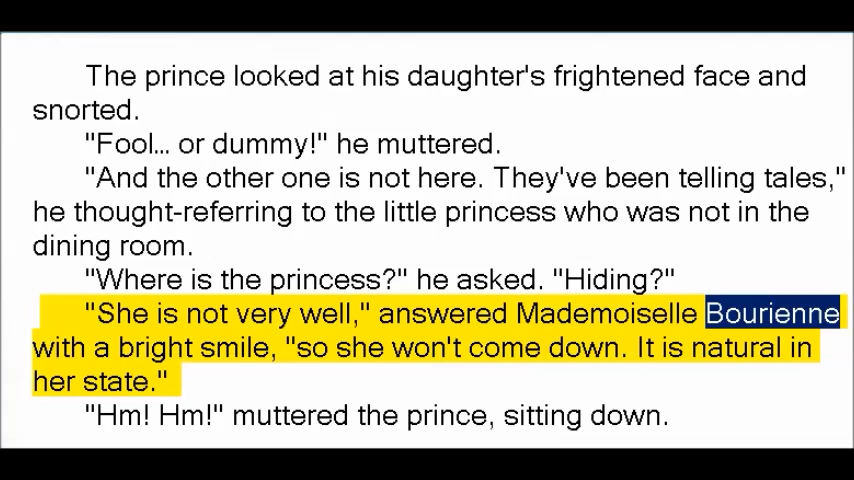 The prince looked at his daughter's frightened face and
snorted.
"Fool... or dummy!" he muttered.
"And the other one is not here. They've been telling tales,"
he thought-referring to the little princess who was not in the
dining room.
"Where is the princess?" he asked. "Hiding?"
"She is not very well," answered Mademoiselle Bourienne
with a bright smile, "so she won't come down. It is natural in
her state."
"Hm! Hm!" muttered the prince, sitting down.